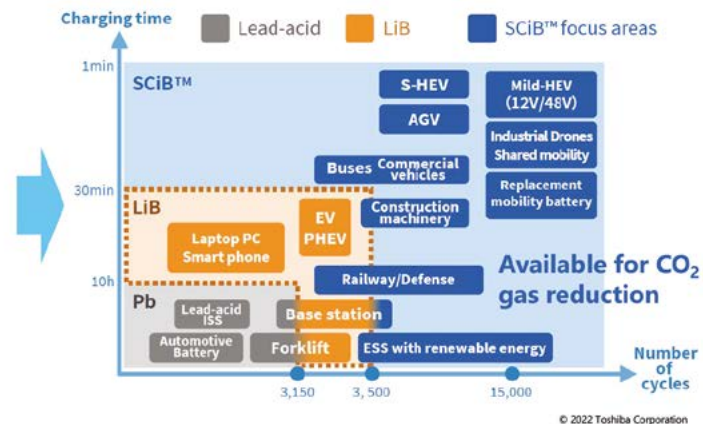 Charging time
Lead-acid
LiB
SCiB™ focus areas
1min
SCiB™
S-HEV
Mild-HEV
(12V/48V)
AGV
Industrial Drones
Shared mobility
Buses Commercial
vehicles
Replacement
mobility battery
30min
LiB
EV
PHEV
Construction
machinery
Laptop PC
Smart phone
Railway/Defense
Available for CO₂
gas reduction
10h
Pb
Lead-acid
ISS
Base station
Automotive
Battery
Forklift
ESS with renewable energy
Number
of
cycles
3,150
3,500
15,000
© 2022 Toshiba Corporation